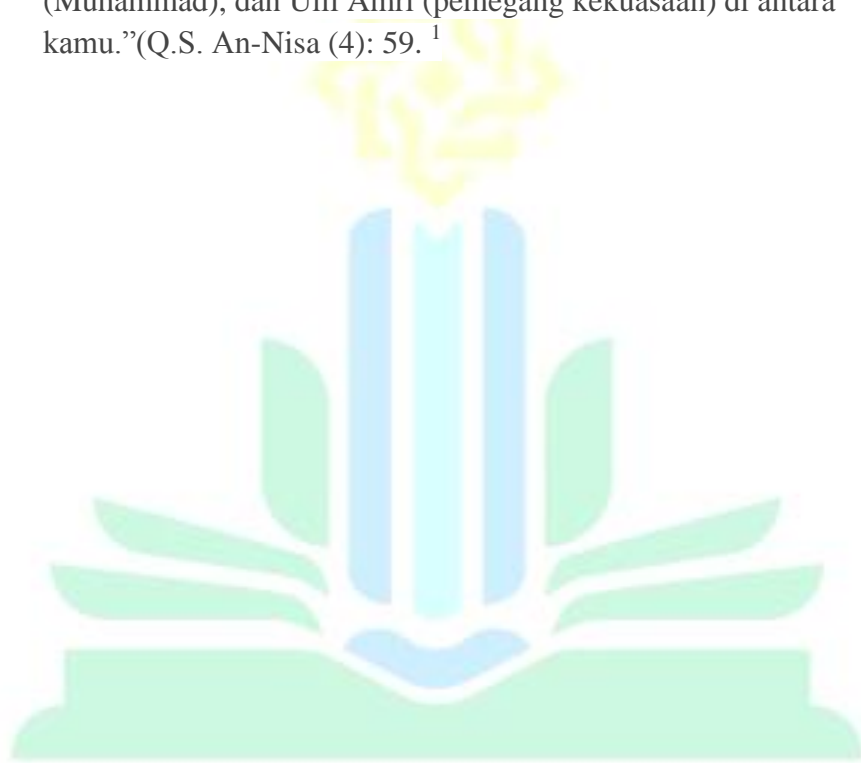 (Muhammad), dan Ulil Amri (pemegang kekuasaan) di antara
kamu.”(Q.S. An-Nisa (4): 59. ¹